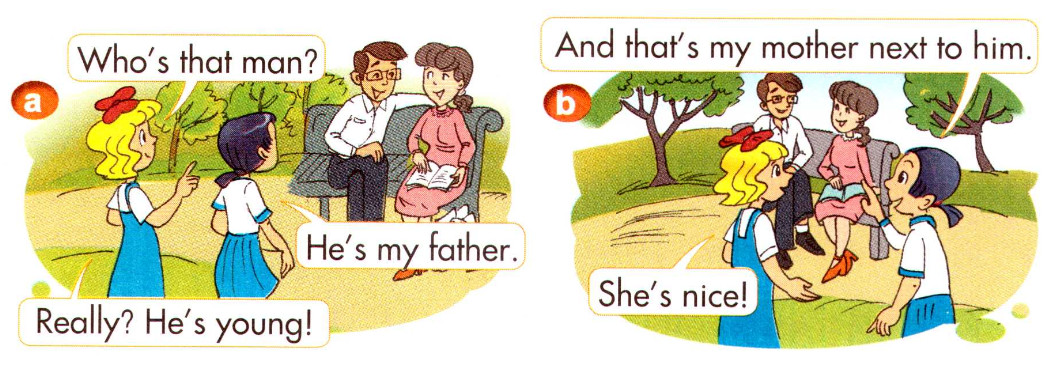 a
Who's that man?
He's my father.
Really? He's young!
b
And that's my mother next to him.
She's nice!